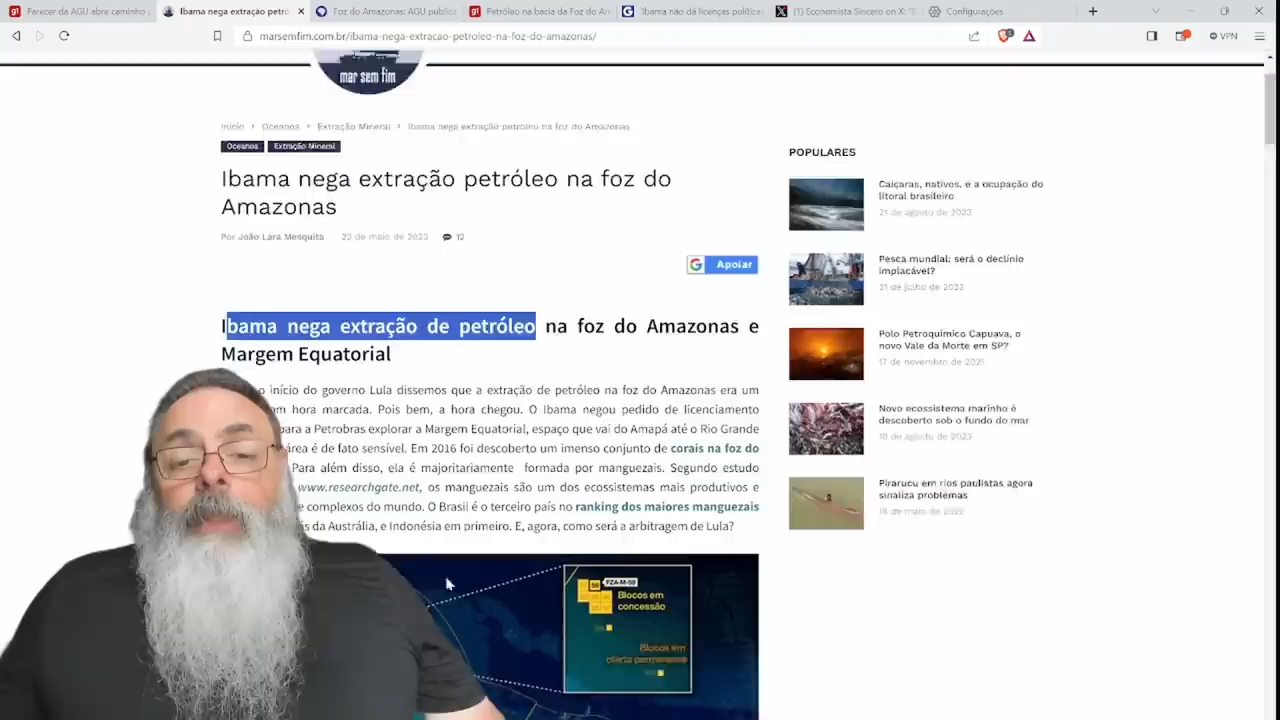 Parecer da AGU abre caminho
Ibama nega extração petról
Foz do Amazonas: AGU publica
Petróleo na bacia da Foz do Am
Ibama não dá licenças política
(1) Economista Sincero on X: "E
Configurações
marsemfim.com.br/ibama-nega-extracao-petroleo-na-foz-do-amazonas/
VPN
mar sem fim
Início > Oceanos > Extração Mineral > Ibama nega extração petróleo na foz do Amazonas
Oceanos Extração Mineral
Ibama nega extração petróleo na foz do
Amazonas
Por João Lara Mesquita 22 de maio de 2023 12
Apoiar
Ibama nega extração de petróleo na foz do Amazonas e
Margem Equatorial
o início do governo Lula dissemos que a extração de petróleo na foz do Amazonas era um
om hora marcada. Pois bem, a hora chegou. O Ibama negou pedido de licenciamento
para a Petrobras explorar a Margem Equatorial, espaço que vai do Amapá até o Rio Grande
área é de fato sensível. Em 2016 foi descoberto um imenso conjunto de corais na foz do
Para além disso, ela é majoritariamente formada por manguezais. Segundo estudo
www.researchgate.net, os manguezais são um dos ecossistemas mais produtivos e
e complexos do mundo. O Brasil é o terceiro país no ranking dos maiores manguezais
s da Austrália, e Indonésia em primeiro. E, agora, como será a arbitragem de Lula?
59 FZA-M-59
Blocos em
concessão
Blocos em
oferta permanente
POPULARES
Caiçaras, nativos, e a ocupação do
litoral brasileiro
21 de agosto de 2023
Pesca mundial: será o declínio
implacável?
31 de julho de 2023
Polo Petroquímico Capuava, o
novo Vale da Morte em SP?
17 de novembro de 2021
Novo ecossistema marinho é
descoberto sob o fundo do mar
10 de agosto de 2023
Pirarucu em rios paulistas agora
sinaliza problemas